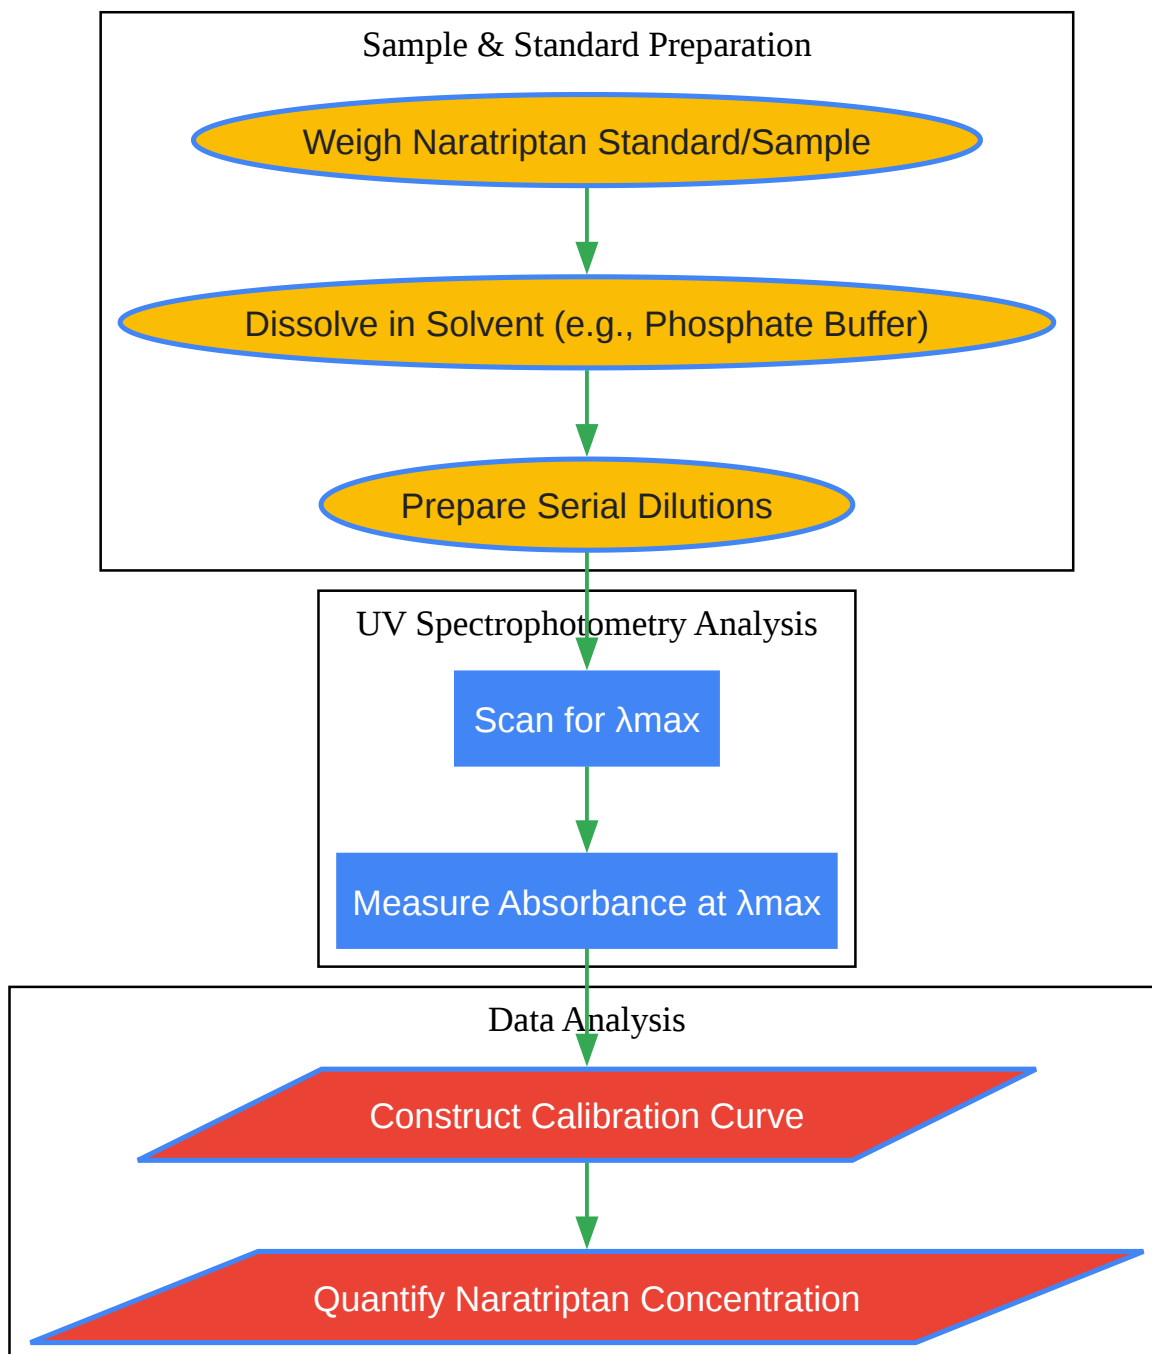 Sample & Standard Preparation
Weigh Naratriptan Standard/Sample
Dissolve in Solvent (e.g., Phosphate Buffer)
Prepare Serial Dilutions
UV Spectrophotometry Analysis
Scan for λmax
Measure Absorbance at λmax
Data Analysis
Construct Calibration Curve
Quantify Naratriptan Concentration